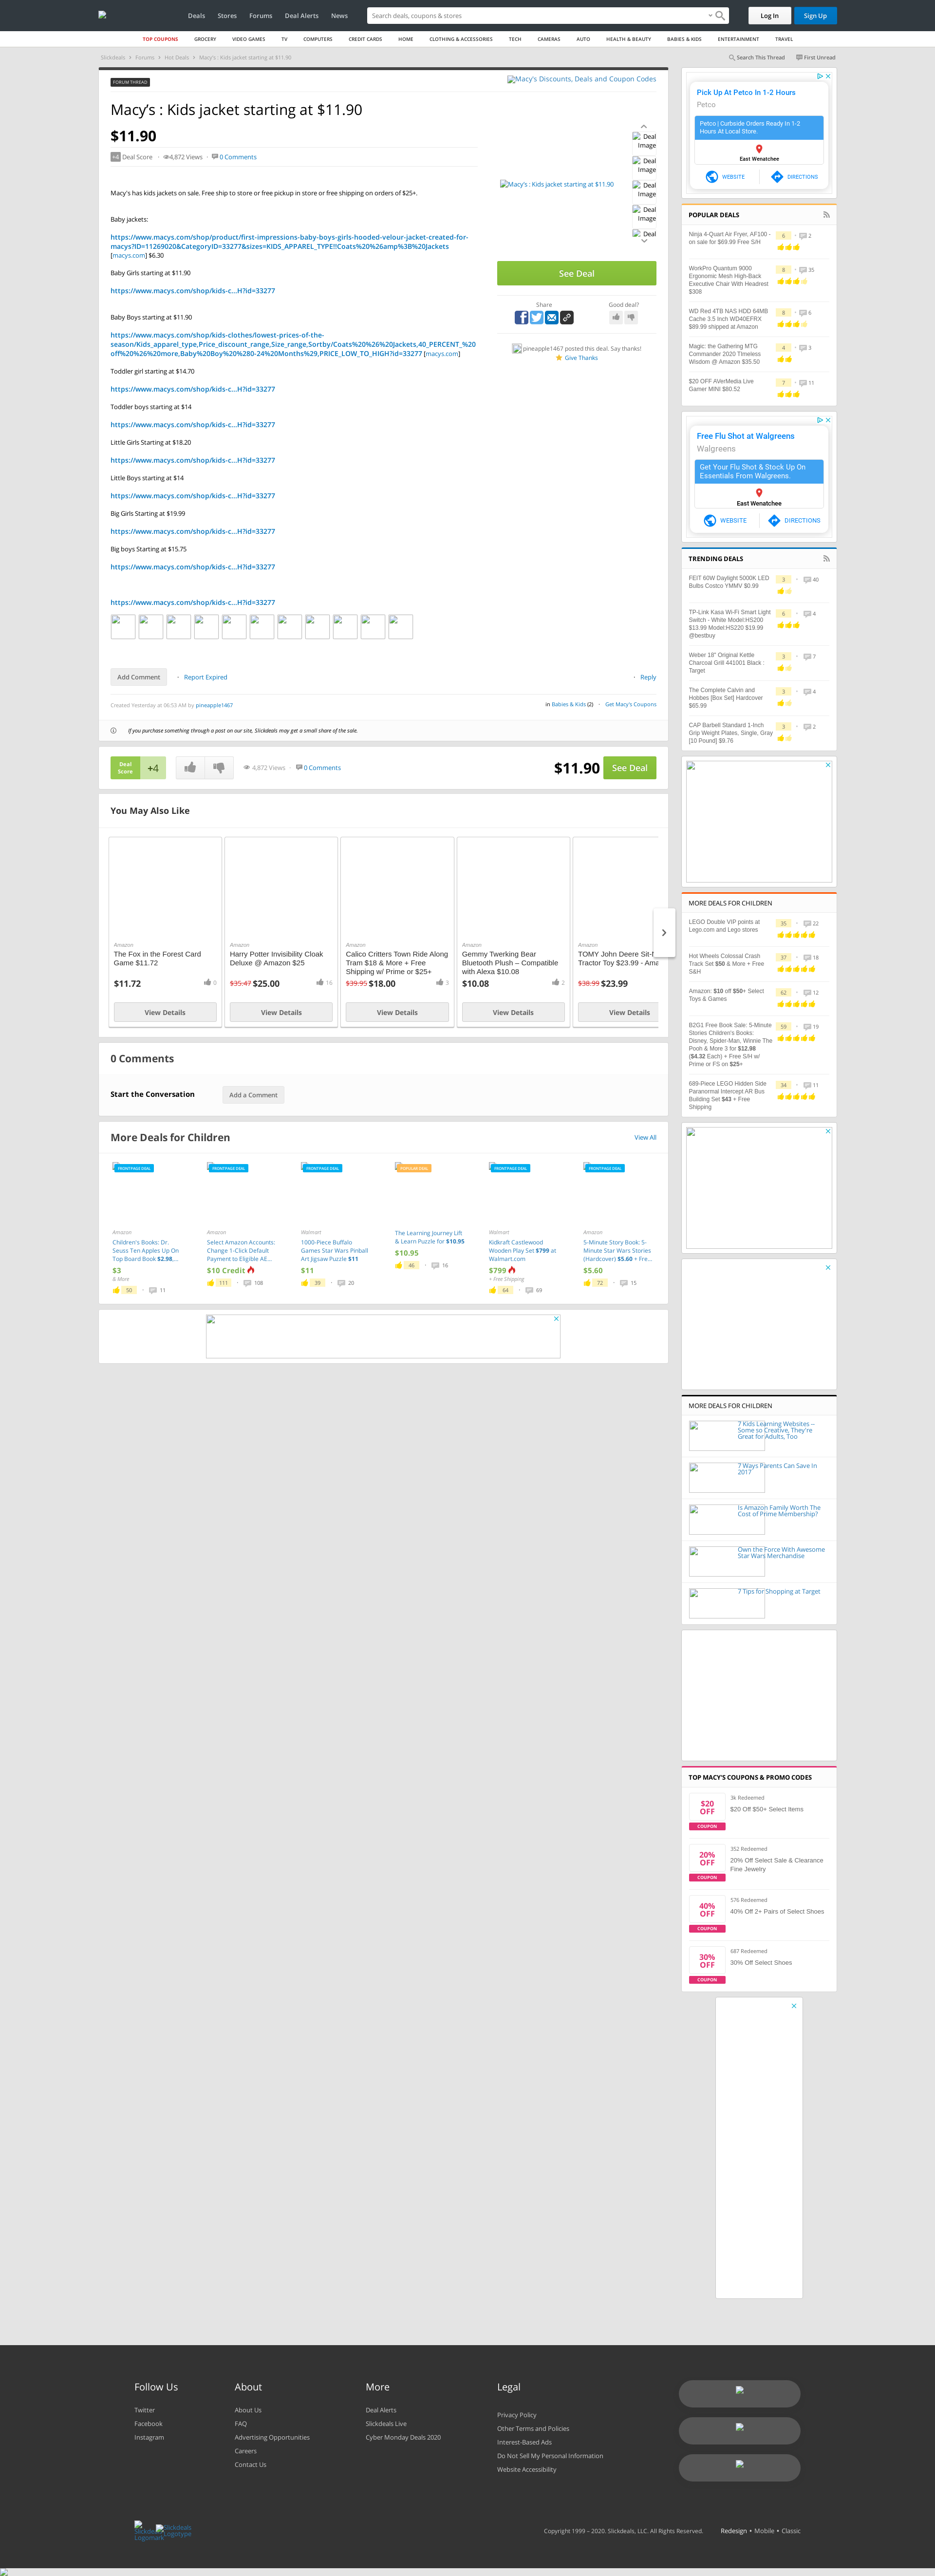 Deals Stores Forums Deal Alerts News
Search deals, coupons & stores
Log In
Sign Up
TOP COUPONS GROCERY VIDEO GAMES TV COMPUTERS CREDIT CARDS HOME CLOTHING & ACCESSORIES TECH CAMERAS AUTO HEALTH & BEAUTY BABIES & KIDS ENTERTAINMENT TRAVEL
Slickdeals Forums Hot Deals Macy's : Kids jacket starting at $11.90
Search This Thread First Unread
FORUM THREAD
Macy's Discounts, Deals and Coupon Codes
Macy's : Kids jacket starting at $11.90
$11.90
+4 Deal Score 4,872 Views 0 Comments
Macy's has kids jackets on sale. Free ship to store or free pickup in store or free shipping on orders of $25+.
Baby jackets:
https://www.macys.com/shop/product/first-impressions-baby-boys-girls-hooded-velour-jacket-created-for-
macys?ID=11269020&CategoryID=33277&sizes=KIDS_APPAREL_TYPE!!Coats%20%26amp%3B%20Jackets
[macys.com] $6.30
Baby Girls starting at $11.90
https://www.macys.com/shop/kids-c...H?id=33277
Baby Boys starting at $11.90
https://www.macys.com/shop/kids-clothes/lowest-prices-of-the-
season/Kids_apparel_type,Price_discount_range,Size_range,Sortby/Coats%20%26%20Jackets,40_PERCENT_%20
off%20%26%20more,Baby%20Boy%20%280-24%20Months%29,PRICE_LOW_TO_HIGH?id=33277 [macys.com]
Toddler girl starting at $14.70
https://www.macys.com/shop/kids-c...H?id=33277
Toddler boys starting at $14
https://www.macys.com/shop/kids-c...H?id=33277
Little Girls Starting at $18.20
https://www.macys.com/shop/kids-c...H?id=33277
Little Boys starting at $14
https://www.macys.com/shop/kids-c...H?id=33277
Big Girls Starting at $19.99
https://www.macys.com/shop/kids-c...H?id=33277
Big boys Starting at $15.75
https://www.macys.com/shop/kids-c...H?id=33277
https://www.macys.com/shop/kids-c...H?id=33277
Macy's : Kids jacket starting at $11.90
Deal
Image
Deal
Image
Deal
Image
Deal
Image
Deal
See Deal
Share
Good deal?
pineapple1467 posted this deal. Say thanks!
Give Thanks
Add Comment
Report Expired
Reply
Created Yesterday at 06:53 AM by pineapple1467
in Babies & Kids (2) Get Macy's Coupons
If you purchase something through a post on our site, Slickdeals may get a small share of the sale.
Deal
Score
+4
4,872 Views 0 Comments
$11.90
See Deal
You May Also Like
Amazon
The Fox in the Forest Card
Game $11.72
$11.72 0
View Details
Amazon
Harry Potter Invisibility Cloak
Deluxe @ Amazon $25
$35.47 $25.00 16
View Details
Amazon
Calico Critters Town Ride Along
Tram $18 & More + Free
Shipping w/ Prime or $25+
$39.95 $18.00 3
View Details
Amazon
Gemmy Twerking Bear
Bluetooth Plush – Compatible
with Alexa $10.08
$10.08 2
View Details
Amazon
TOMY John Deere Sit-N
Tractor Toy $23.99 - Ama
$38.99 $23.99
View Details
0 Comments
Start the Conversation
Add a Comment
More Deals for Children
View All
FRONTPAGE DEAL
Amazon
Children's Books: Dr.
Seuss Ten Apples Up On
Top Board Book $2.98,...
$3
& More
50 11
FRONTPAGE DEAL
Amazon
Select Amazon Accounts:
Change 1-Click Default
Payment to Eligible AE...
$10 Credit
111 108
FRONTPAGE DEAL
Walmart
1000-Piece Buffalo
Games Star Wars Pinball
Art Jigsaw Puzzle $11
$11
39 20
POPULAR DEAL
The Learning Journey Lift
& Learn Puzzle for $10.95
$10.95
46 16
FRONTPAGE DEAL
Walmart
Kidkraft Castlewood
Wooden Play Set $799 at
Walmart.com
$799
+ Free Shipping
64 69
FRONTPAGE DEAL
Amazon
5-Minute Story Book: 5-
Minute Star Wars Stories
(Hardcover) $5.60 + Fre...
$5.60
72 15
Pick Up At Petco In 1-2 Hours
Petco
Petco | Curbside Orders Ready In 1-2
Hours At Local Store.
East Wenatchee
WEBSITE DIRECTIONS
POPULAR DEALS
Ninja 4-Quart Air Fryer, AF100 -
on sale for $69.99 Free S/H
6 2
WorkPro Quantum 9000
Ergonomic Mesh High-Back
Executive Chair With Headrest
$308
8 35
WD Red 4TB NAS HDD 64MB
Cache 3.5 Inch WD40EFRX
$89.99 shipped at Amazon
8 6
Magic: the Gathering MTG
Commander 2020 Timeless
Wisdom @ Amazon $35.50
4 3
$20 OFF AVerMedia Live
Gamer MINI $80.52
7 11
Free Flu Shot at Walgreens
Walgreens
Get Your Flu Shot & Stock Up On
Essentials From Walgreens.
East Wenatchee
WEBSITE DIRECTIONS
TRENDING DEALS
FEIT 60W Daylight 5000K LED
Bulbs Costco YMMV $0.99
3 40
TP-Link Kasa Wi-Fi Smart Light
Switch - White Model:HS200
$13.99 Model:HS220 $19.99
@bestbuy
6 4
Weber 18" Original Kettle
Charcoal Grill 441001 Black :
Target
3 7
The Complete Calvin and
Hobbes [Box Set] Hardcover
$65.99
3 4
CAP Barbell Standard 1-Inch
Grip Weight Plates, Single, Gray
[10 Pound] $9.76
3 2
MORE DEALS FOR CHILDREN
LEGO Double VIP points at
Lego.com and Lego stores
35 22
Hot Wheels Colossal Crash
Track Set $50 & More + Free
S&H
37 18
Amazon: $10 off $50+ Select
Toys & Games
62 12
B2G1 Free Book Sale: 5-Minute
Stories Children's Books:
Disney, Spider-Man, Winnie The
Pooh & More 3 for $12.98
($4.32 Each) + Free S/H w/
Prime or FS on $25+
59 19
689-Piece LEGO Hidden Side
Paranormal Intercept AR Bus
Building Set $43 + Free
Shipping
34 11
MORE DEALS FOR CHILDREN
7 Kids Learning Websites --
Some so Creative, They're
Great for Adults, Too
7 Ways Parents Can Save In
2017
Is Amazon Family Worth The
Cost of Prime Membership?
Own the Force With Awesome
Star Wars Merchandise
7 Tips for Shopping at Target
TOP MACY'S COUPONS & PROMO CODES
$20
OFF
COUPON
3k Redeemed
$20 Off $50+ Select Items
20%
OFF
COUPON
352 Redeemed
20% Off Select Sale & Clearance
Fine Jewelry
40%
OFF
COUPON
576 Redeemed
40% Off 2+ Pairs of Select Shoes
30%
OFF
COUPON
687 Redeemed
30% Off Select Shoes
Follow Us
Twitter
Facebook
Instagram
About
About Us
FAQ
Advertising Opportunities
Careers
Contact Us
More
Deal Alerts
Slickdeals Live
Cyber Monday Deals 2020
Legal
Privacy Policy
Other Terms and Policies
Interest-Based Ads
Do Not Sell My Personal Information
Website Accessibility
Slickdeals
Logomark
Slickdeals
Logotype
Copyright 1999 – 2020. Slickdeals, LLC. All Rights Reserved.
Redesign • Mobile • Classic